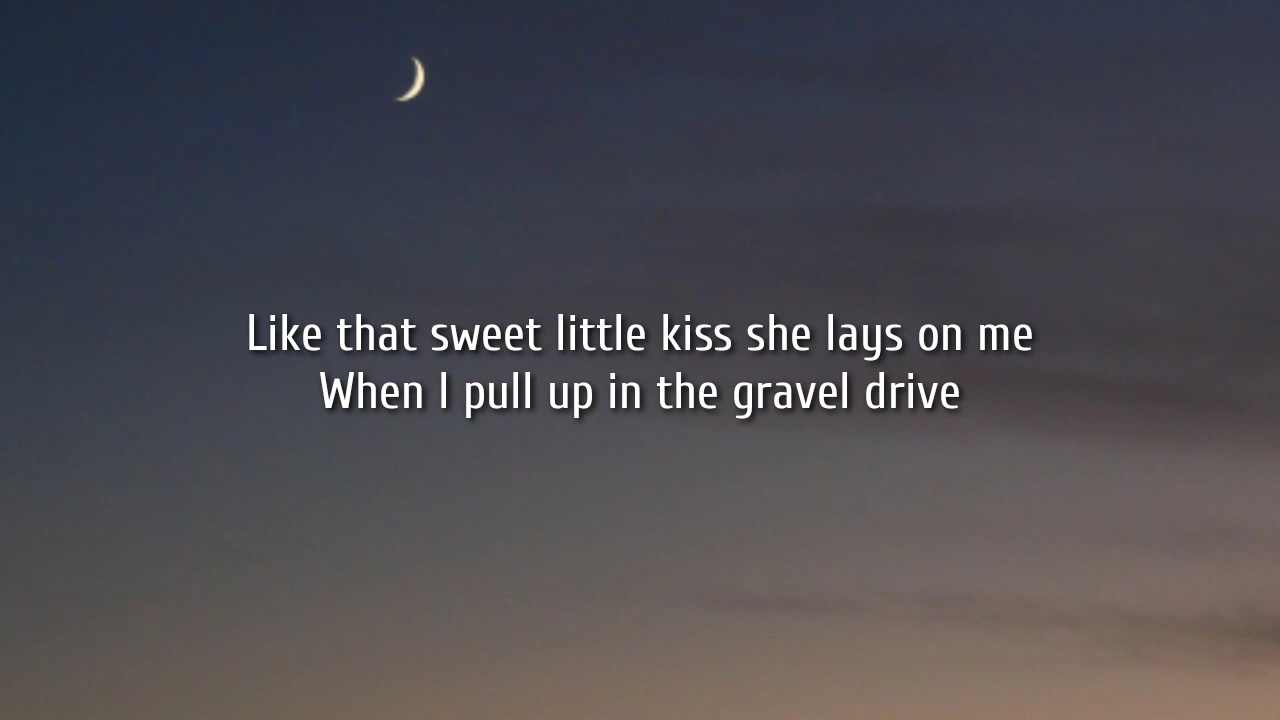 Like that sweet little kiss she lays on me
When I pull up in the gravel drive